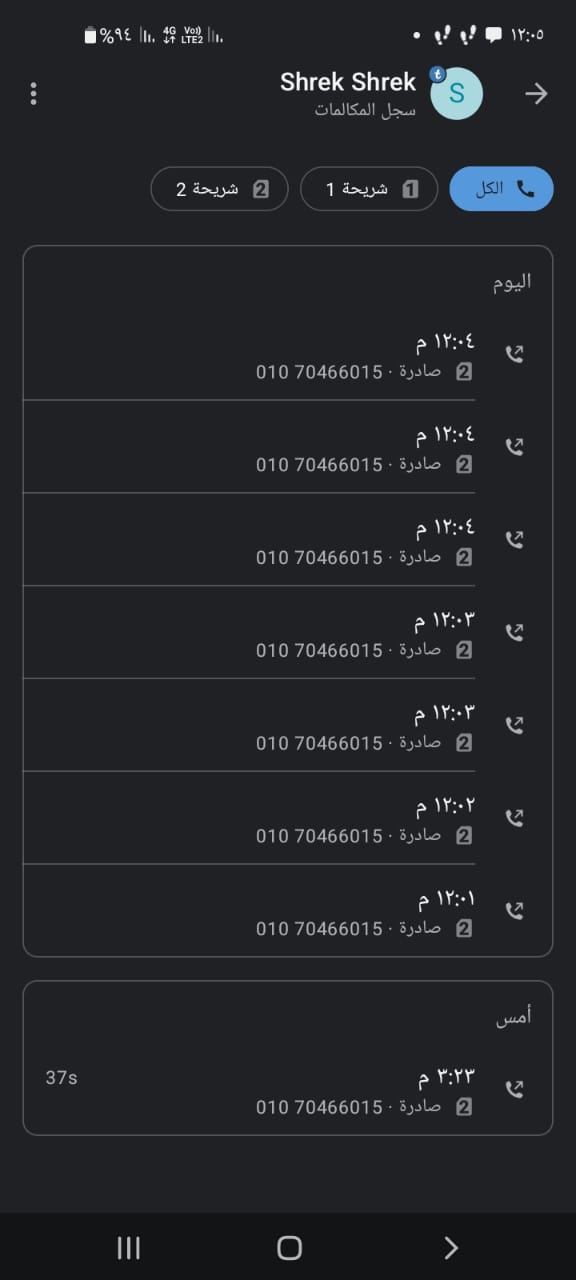 ١٢:٠٥
%٩٤ 4G Vo)) LTE2
Shrek Shrek
S
t
سجل المكالمات
الكل
1 شريحة 1
2 شريحة 2
اليوم
١٢:٠٤ م
2 صادرة · 70466015 010
١٢:٠٤ م
2 صادرة · 70466015 010
١٢:٠٤ م
2 صادرة · 70466015 010
١٢:٠٣ م
2 صادرة · 70466015 010
١٢:٠٣ م
2 صادرة · 70466015 010
١٢:٠٢ م
2 صادرة · 70466015 010
١٢:٠١ م
2 صادرة · 70466015 010
أمس
٣:٢٣ م
37s
2 صادرة · 70466015 010